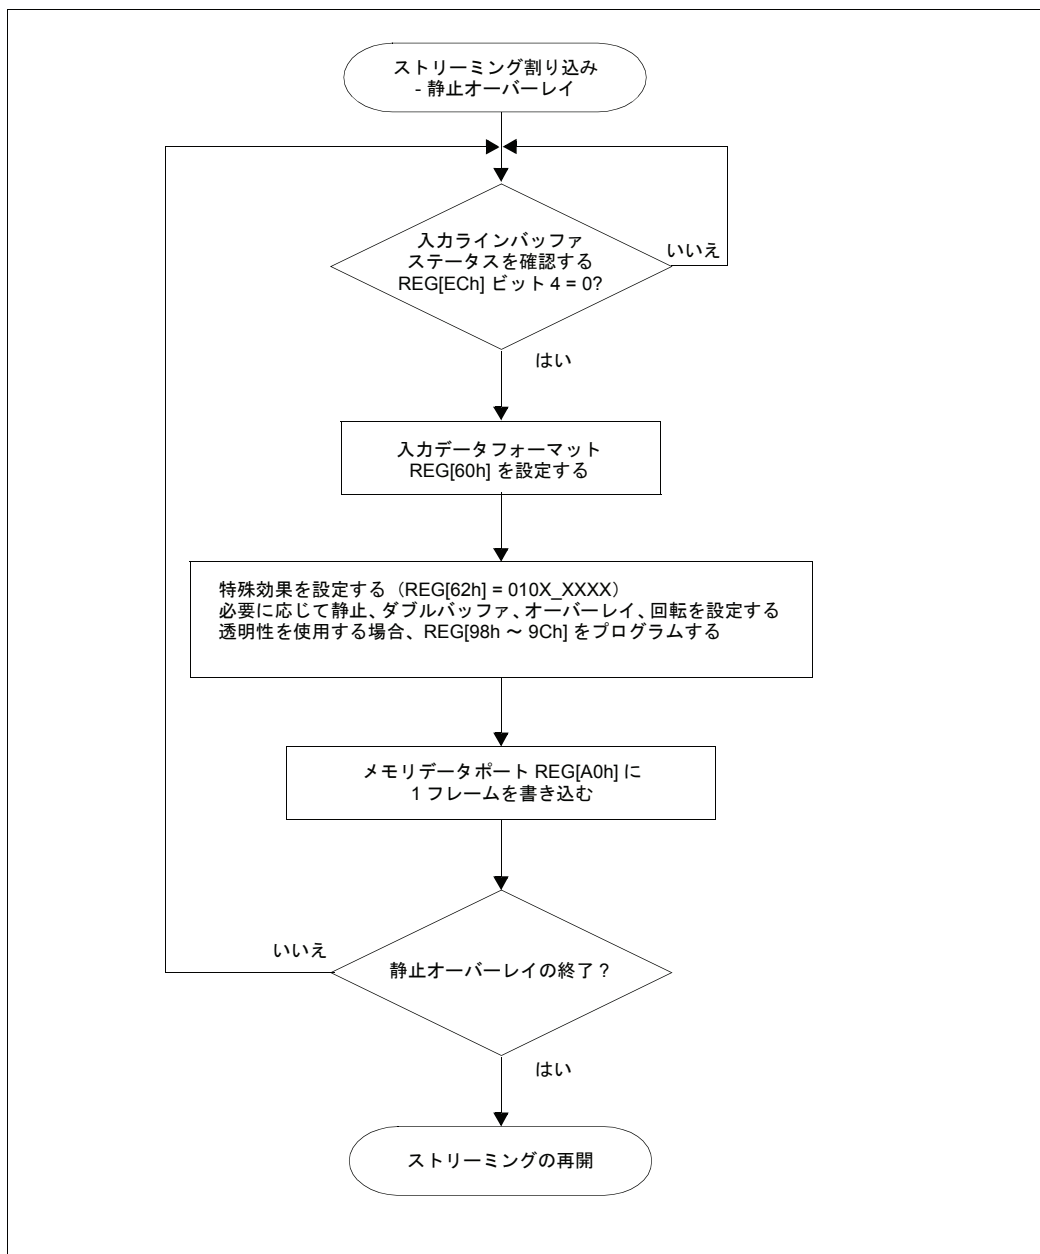 ストリーミング割り込み
- 静止オーバーレイ
入力ラインバッファ
ステータスを確認する
REG[ECh] ビット 4 = 0?
いいえ
はい
入力データフォーマット
REG[60h] を設定する
特殊効果を設定する（REG[62h] = 010X_XXXX）
必要に応じて静止、ダブルバッファ、オーバーレイ、回転を設定する
透明性を使用する場合、REG[98h ～ 9Ch] をプログラムする
メモリデータポート REG[A0h] に
1 フレームを書き込む
いいえ
静止オーバーレイの終了？
はい
ストリーミングの再開